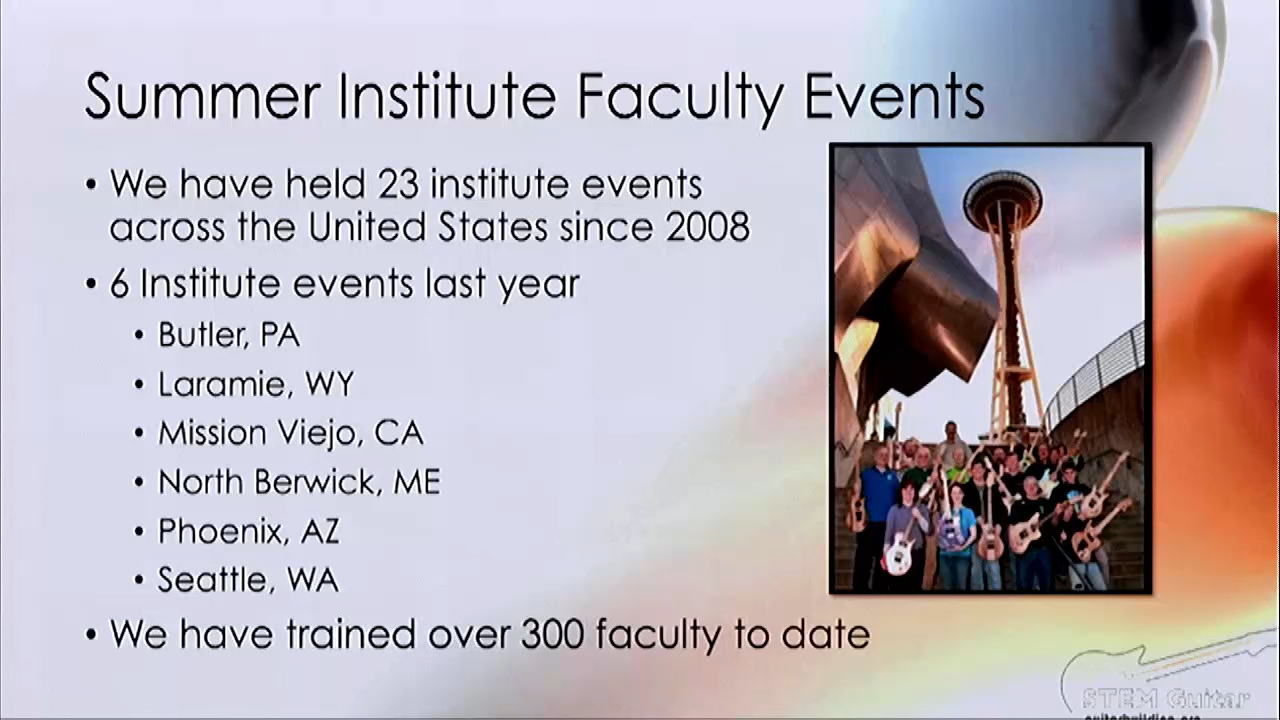 Summer Institute Faculty Events
• We have held 23 institute events
across the United States since 2008
• 6 Institute events last year
• Butler, PA
• Laramie, WY
• Mission Viejo, CA
• North Berwick, ME
• Phoenix, AZ
• Seattle, WA
• We have trained over 300 faculty to date
STEM Guitar